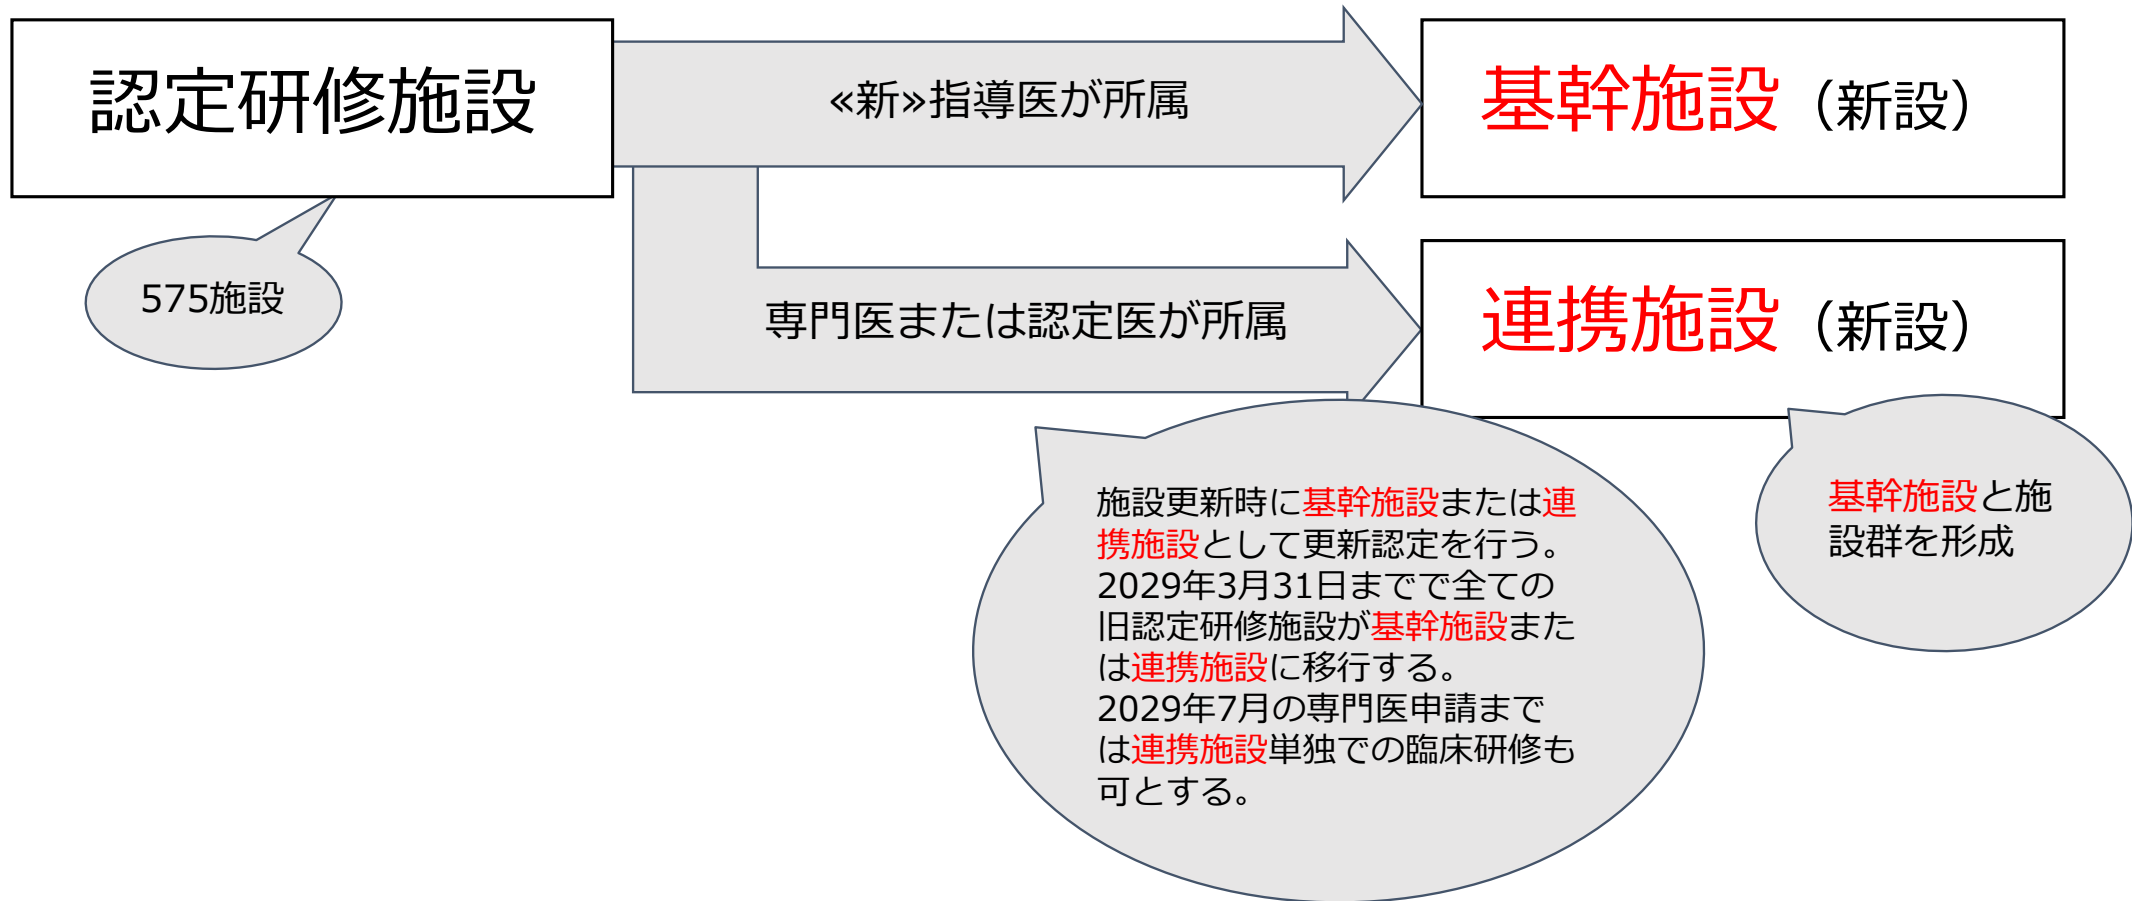 認定研修施設
«新»指導医が所属
基幹施設（新設）
575施設
専門医または認定医が所属
連携施設（新設）
施設更新時に基幹施設または連
携施設として更新認定を行う。
2029年3月31日までで全ての
旧認定研修施設が基幹施設また
は連携施設に移行する。
2029年7月の専門医申請まで
は連携施設単独での臨床研修も
可とする。
基幹施設と施
設群を形成